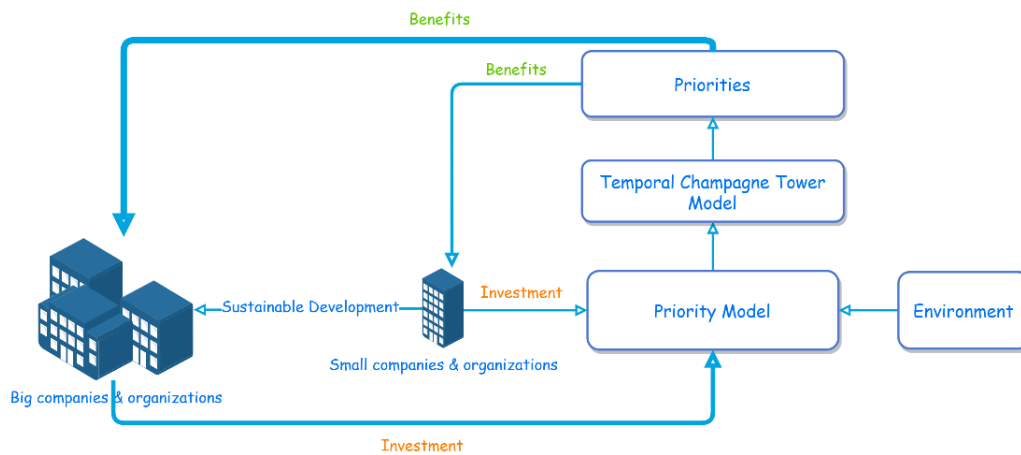 Benefits
Benefits
Priorities
Temporal Champagne Tower
Model
Sustainable Development
Investment
Priority Model
Environment
Small companies & organizations
Big companies & organizations
Investment